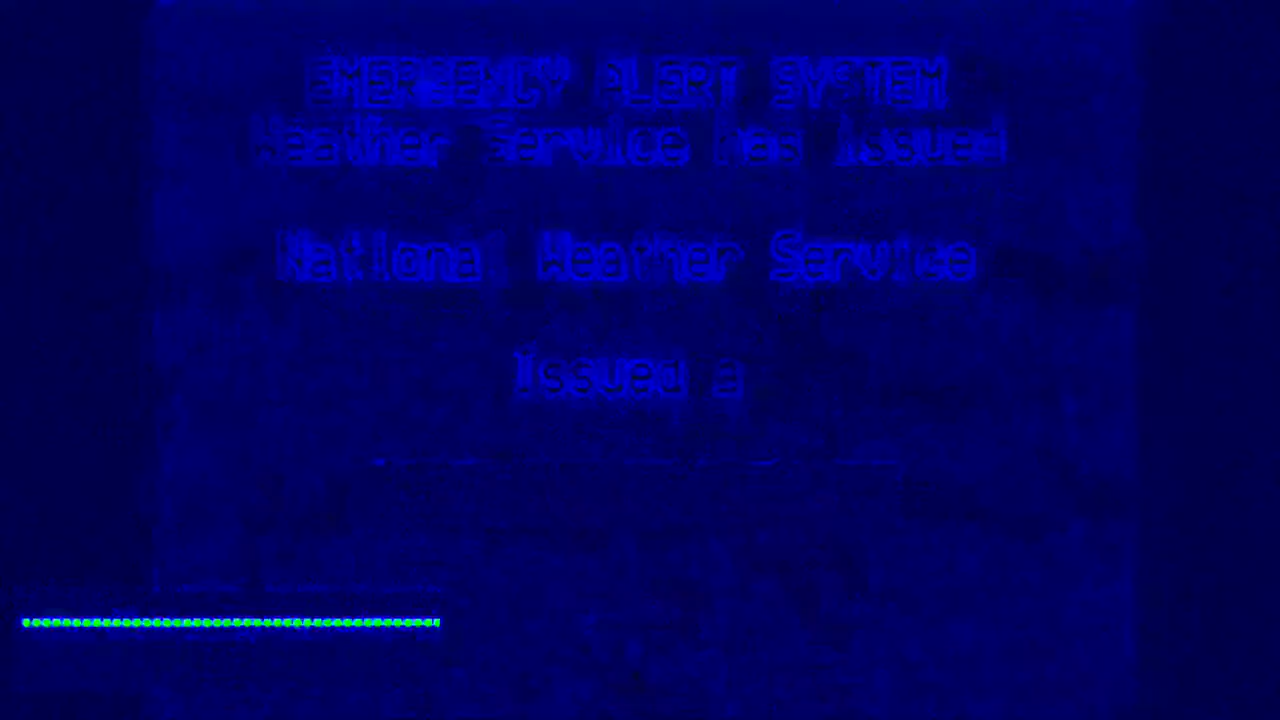 EMERGENCY ALERT SYSTEM
Weather Service has issued
National Weather Service
issued a